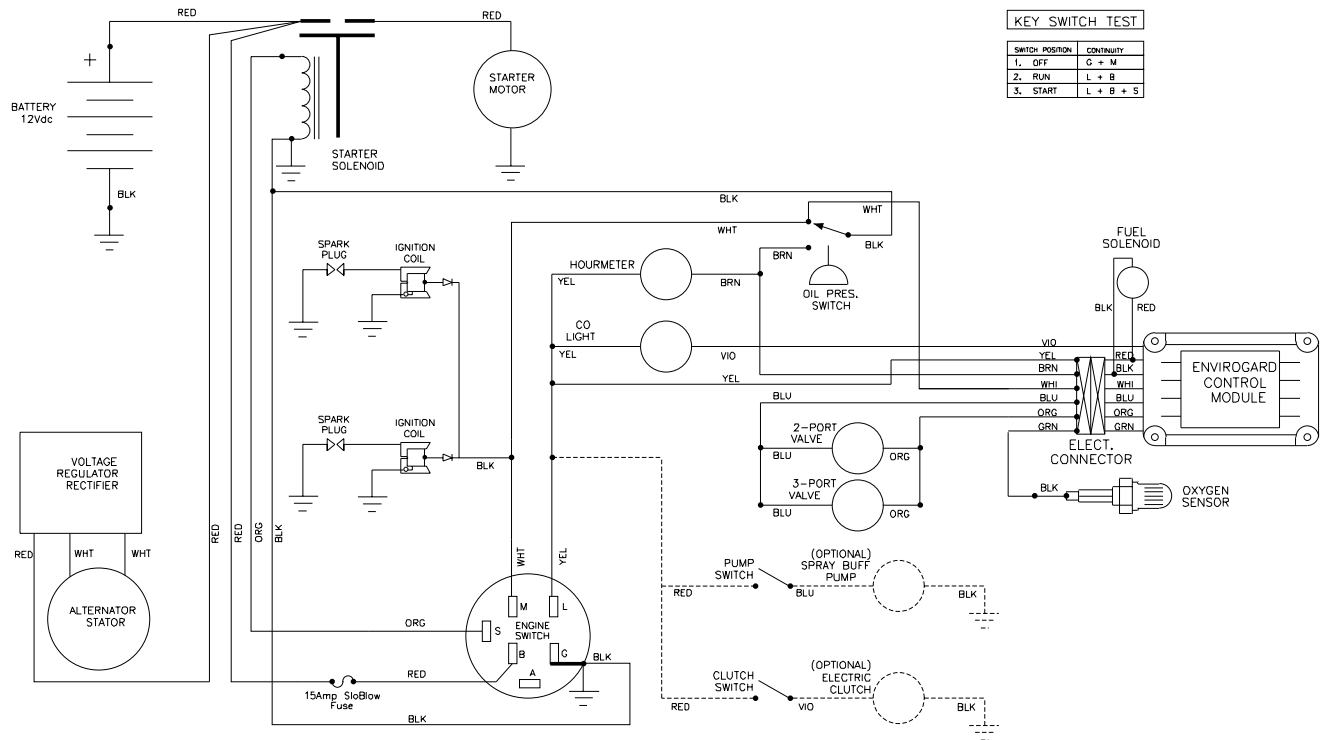 RED
RED
KEY SWITCH TEST
SWITCH POSITION CONTINUITY
1. OFF G + M
2. RUN L + B
3. START L + B + S
+
BATTERY
12Vdc
BLK
STARTER
MOTOR
STARTER
SOLENOID
BLK
WHT
WHT
BLK
BRN
OIL PRES.
SWITCH
SPARK
PLUG
IGNITION
COIL
HOURMETER
YEL
BRN
CO
LIGHT
YEL
VIO
YEL
FUEL
SOLENOID
BLK
RED
VIO
YEL
BRN
WHI
BLU
ORG
GRN
RED
BLK
WHI
BLU
ORG
GRN
ENVIROGARD
CONTROL
MODULE
ELECT.
CONNECTOR
BLK
OXYGEN
SENSOR
SPARK
PLUG
IGNITION
COIL
BLK
BLU
2-PORT
VALVE
BLU
ORG
3-PORT
VALVE
BLU
ORG
VOLTAGE
REGULATOR
RECTIFIER
RED
WHT
WHT
ALTERNATOR
STATOR
RED
RED
ORG
BLK
WHT
YEL
M
L
ENGINE
SWITCH
S
B
G
A
ORG
RED
BLK
15Amp SloBlow
Fuse
BLK
PUMP
SWITCH
RED
BLU
(OPTIONAL)
SPRAY BUFF
PUMP
BLK
CLUTCH
SWITCH
RED
VIO
(OPTIONAL)
ELECTRIC
CLUTCH
BLK